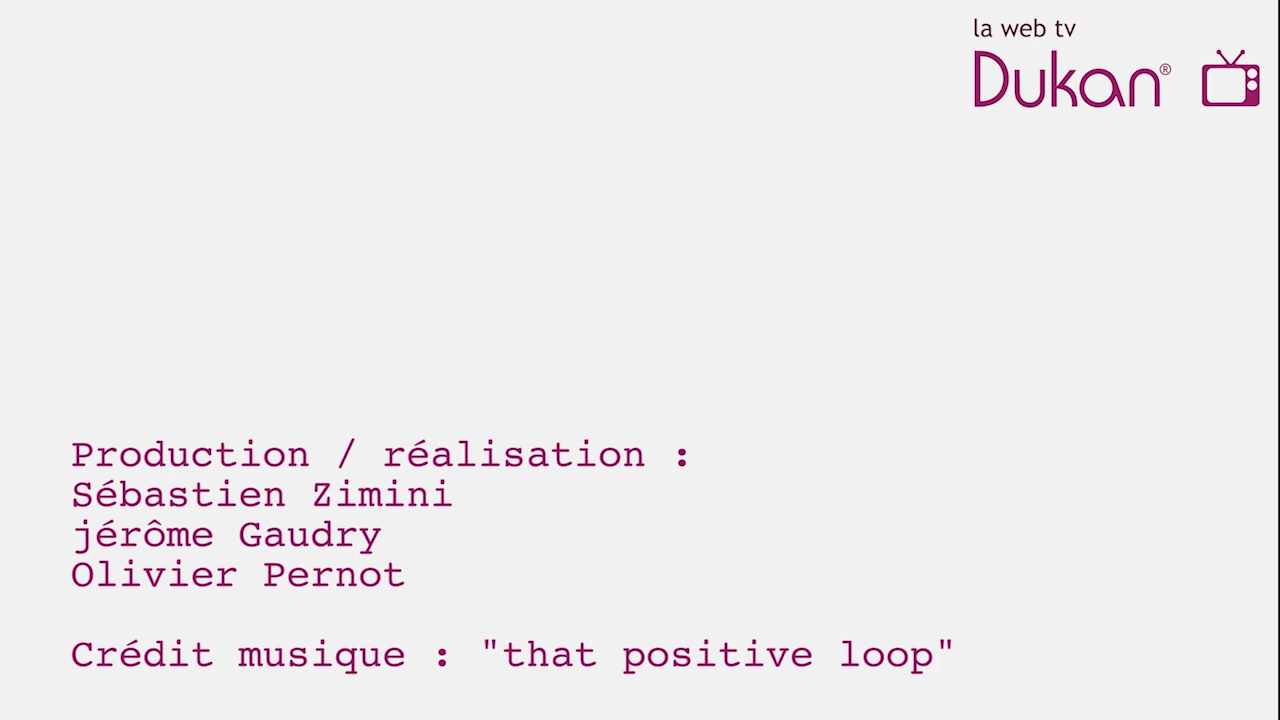 la web tv
Dukan®
Production / réalisation :
Sébastien Zimini
jérôme Gaudry
Olivier Pernot
Crédit musique : "that positive loop"